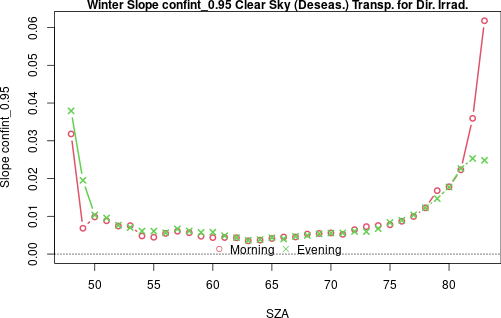 Winter Slope confint_0.95 Clear Sky (Deseas.) Transp. for Dir. Irrad.
Slope confint_0.95
0.06
0.05
0.04
0.03
0.02
0.01
0.00
Morning Evening
50 55 60 65 70 75 80
SZA